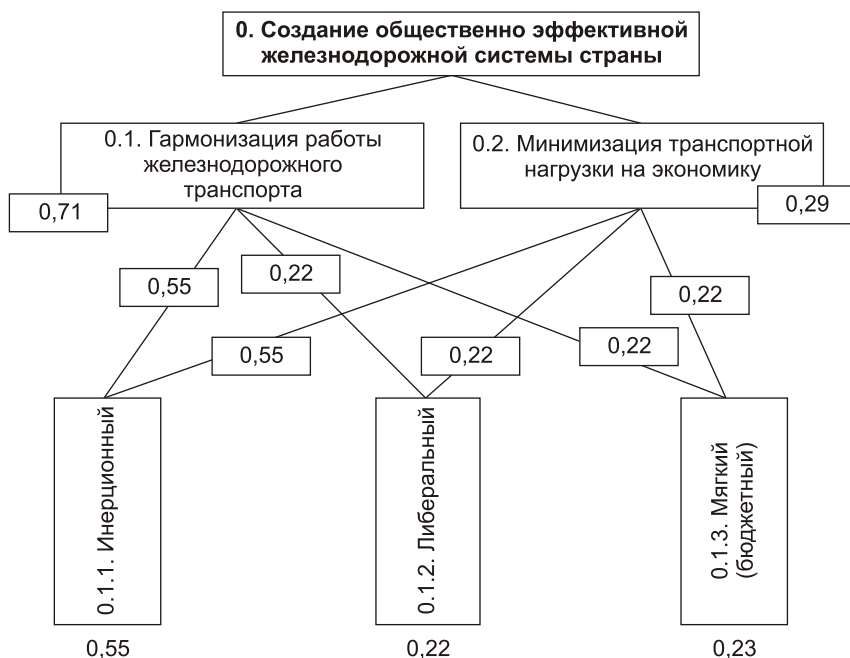 0. Создание общественно эффективной
железнодорожной системы страны
0.1. Гармонизация работы
железнодорожного
транспорта
0.2. Минимизация транспортной
нагрузки на экономику
0,71
0,29
0,55
0,22
0,22
0,55
0,22
0,22
0.1.1. Инерционный
0.1.2. Либеральный
0.1.3. Мягкий
(бюджетный)
0,55
0,22
0,23